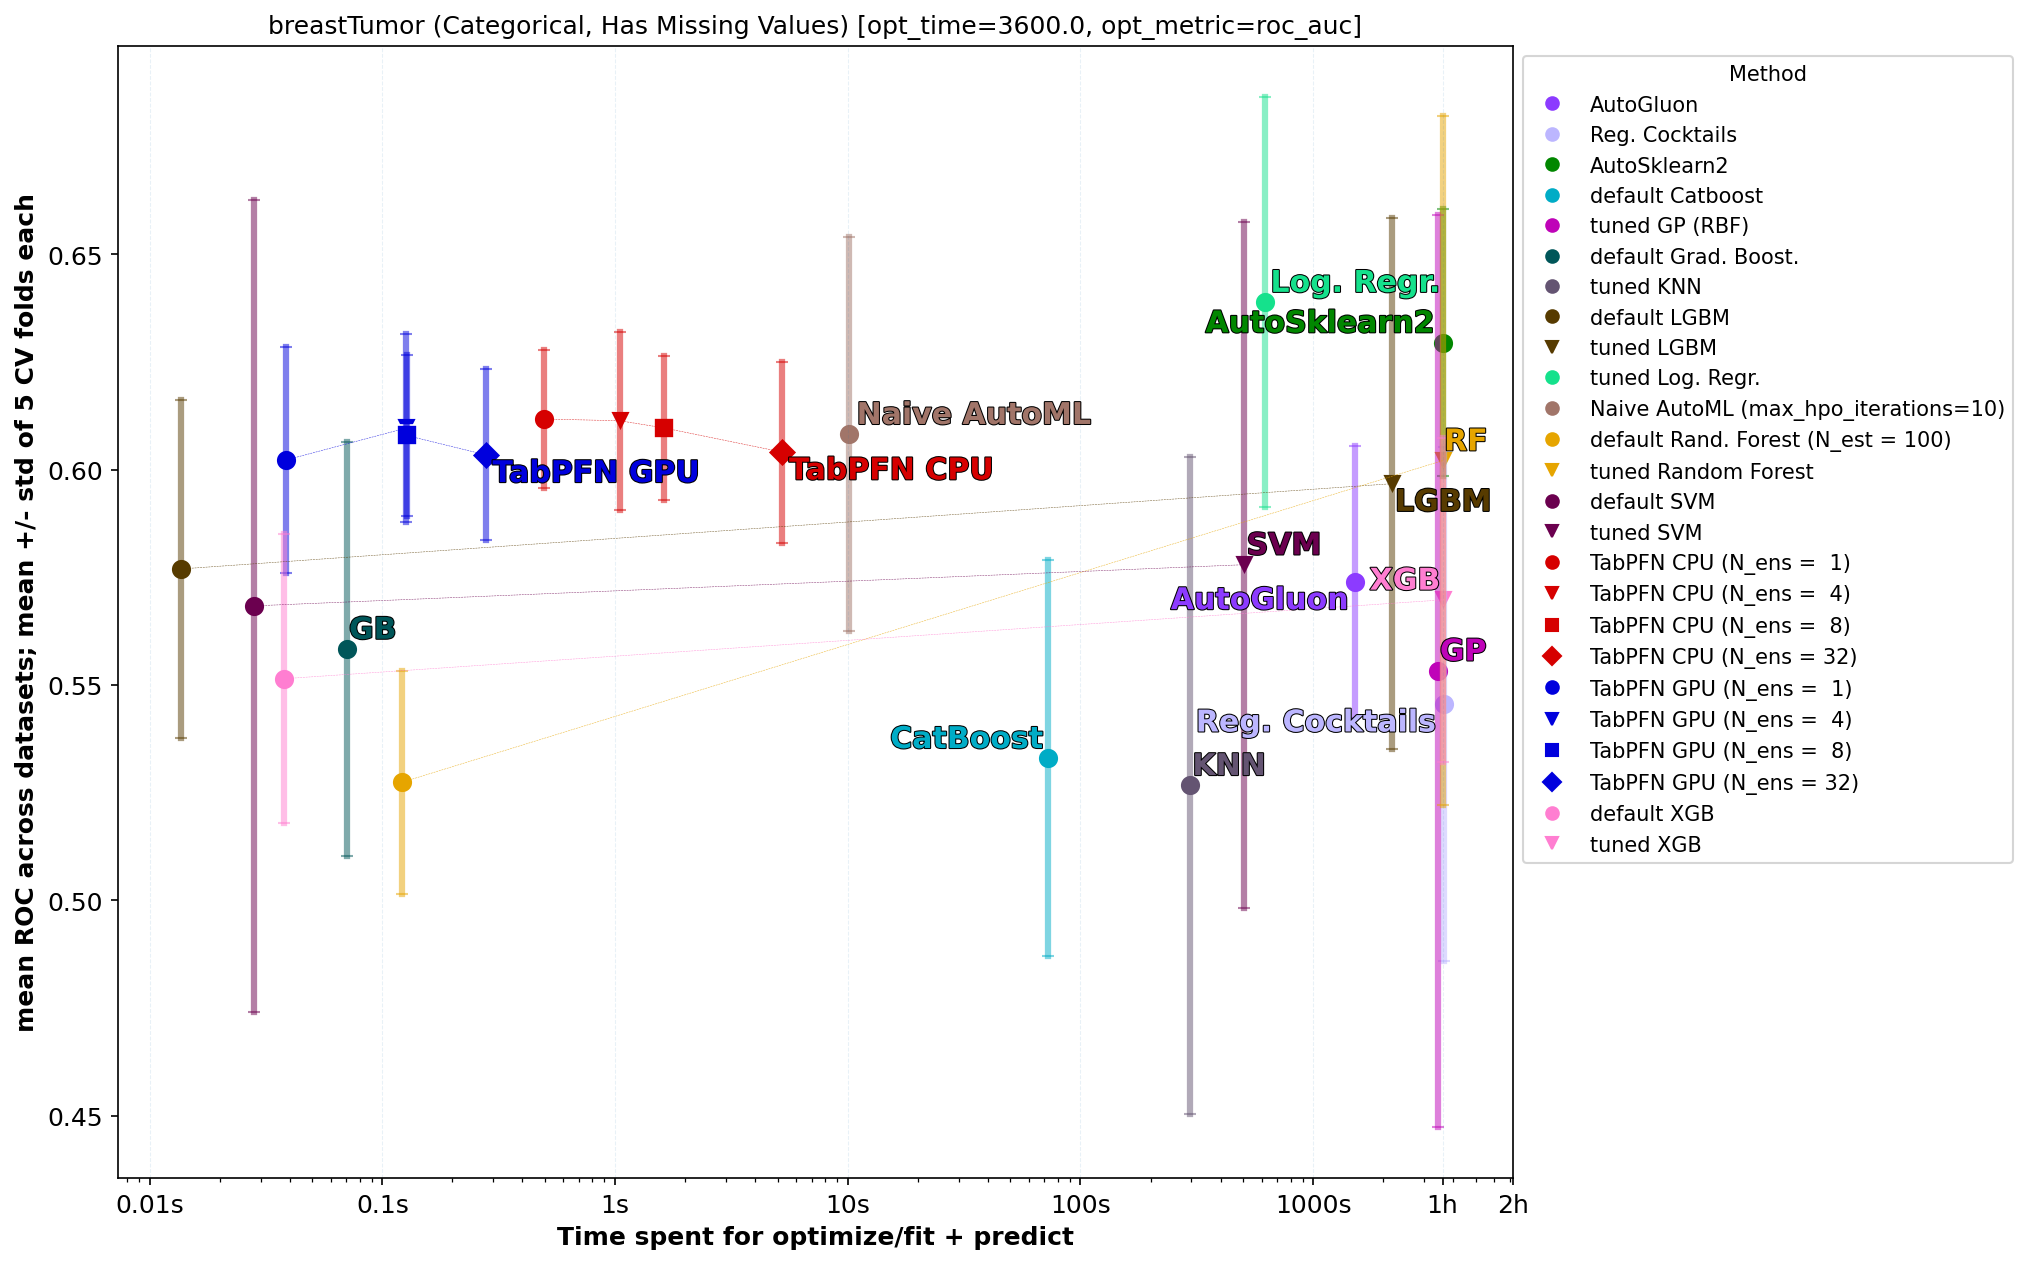 breastTumor (Categorical, Has Missing Values) [opt_time=3600.0, opt_metric=roc_auc]
mean ROC across datasets; mean +/- std of 5 CV folds each
0.65
0.60
0.55
0.50
0.45
Log. Regr.
AutoSklearn2
Naive AutoML
RF
TabPFN GPU
TabPFN CPU
LGBM
SVM
XGB
AutoGluon
GB
GP
Reg. Cocktails
CatBoost
KNN
0.01s
0.1s
1s
10s
100s
1000s
1h
2h
Time spent for optimize/fit + predict
Method
AutoGluon
Reg. Cocktails
AutoSklearn2
default Catboost
tuned GP (RBF)
default Grad. Boost.
tuned KNN
default LGBM
tuned LGBM
tuned Log. Regr.
Naive AutoML (max_hpo_iterations=10)
default Rand. Forest (N_est = 100)
tuned Random Forest
default SVM
tuned SVM
TabPFN CPU (N_ens =  1)
TabPFN CPU (N_ens =  4)
TabPFN CPU (N_ens =  8)
TabPFN CPU (N_ens = 32)
TabPFN GPU (N_ens =  1)
TabPFN GPU (N_ens =  4)
TabPFN GPU (N_ens =  8)
TabPFN GPU (N_ens = 32)
default XGB
tuned XGB